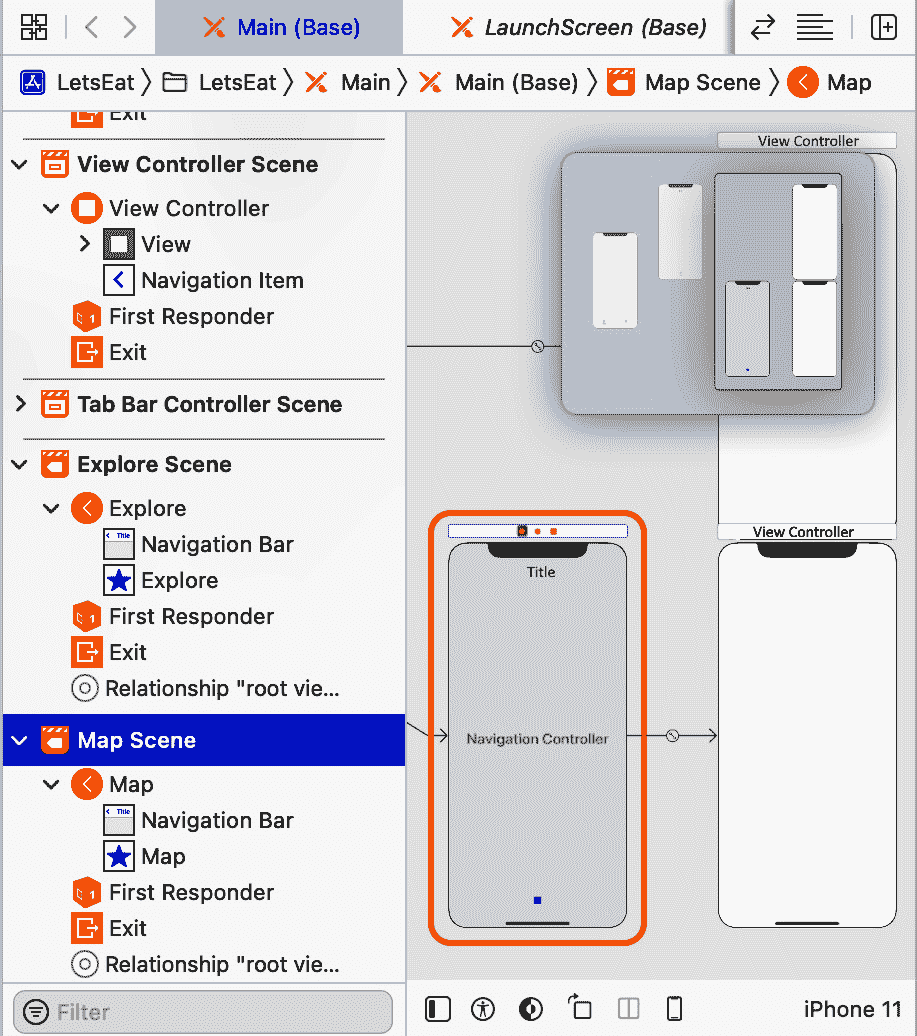 Main (Base)
LaunchScreen (Base)
LetsEat
LetsEat
Main
Main (Base)
Map Scene
Map
Exit
View Controller Scene
View Controller
View
Navigation Item
First Responder
Exit
Tab Bar Controller Scene
Explore Scene
Explore
Title
Navigation Bar
Explore
First Responder
Exit
Relationship "root vie...
Map Scene
Map
Title
Navigation Bar
Map
First Responder
Exit
Relationship "root vie...
Filter
View Controller
View Controller
Title
Navigation Controller
iPhone 11